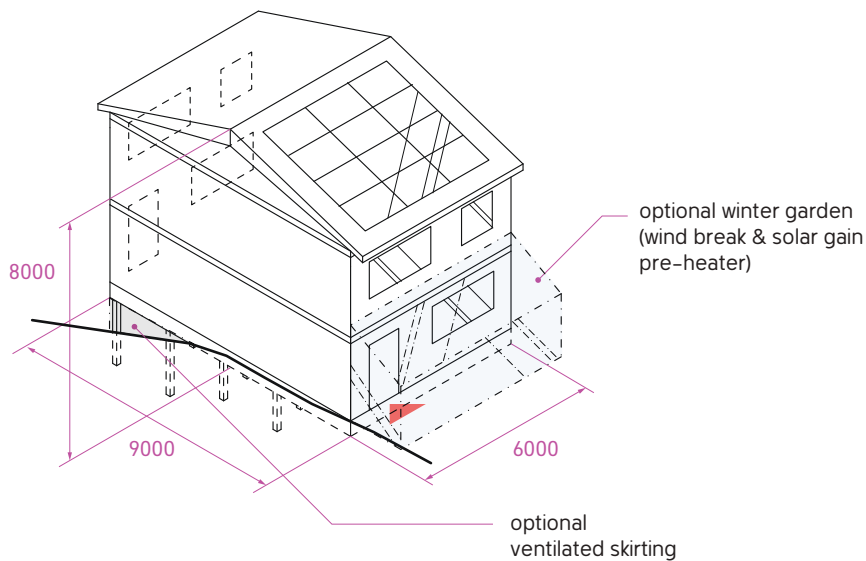 optional winter garden
(wind break & solar gain
pre-heater)
8000
9000
6000
optional
ventilated skirting